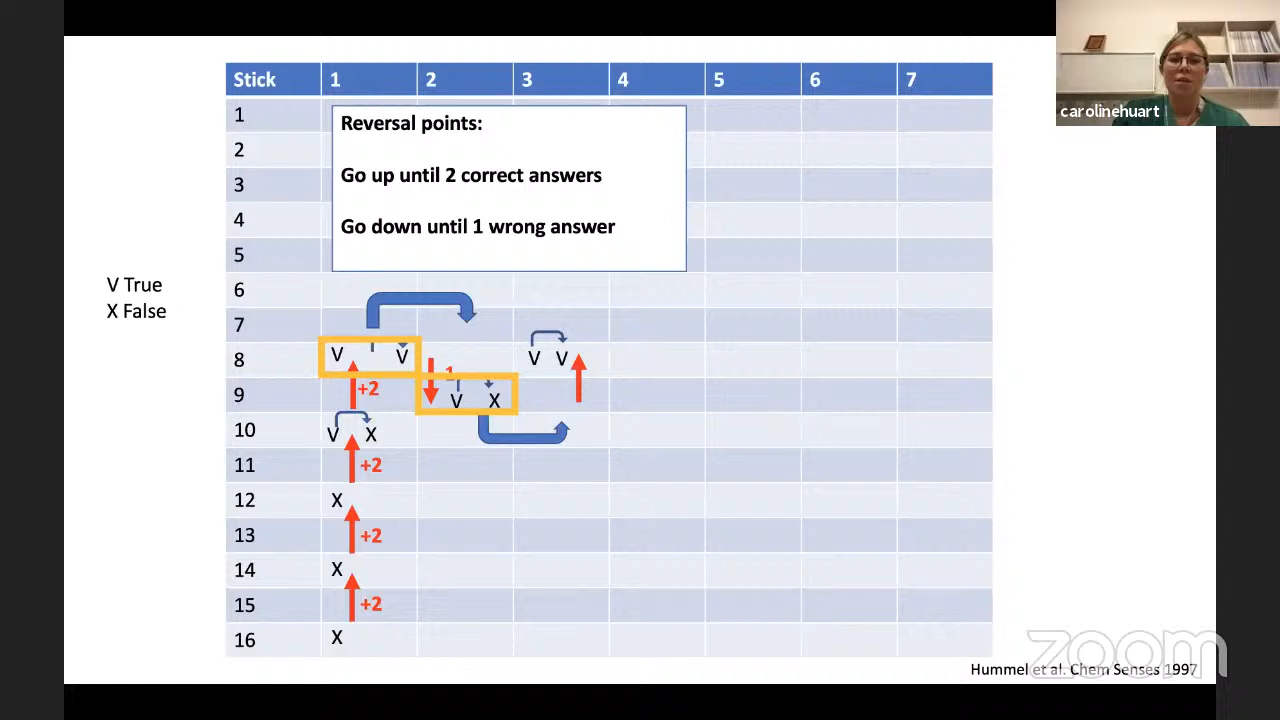 carolinehuart
Stick 1 2 3 4 5 6 7
1
Reversal points:
2
Go up until 2 correct answers
3
4
Go down until 1 wrong answer
5
6
V True
X False
7
8 V V V V
+2
9 V X
10 V X
11 +2
12 X
13 +2
14 X
15 +2
16 X
zoom
Hummel et al. Chem Senses 1997